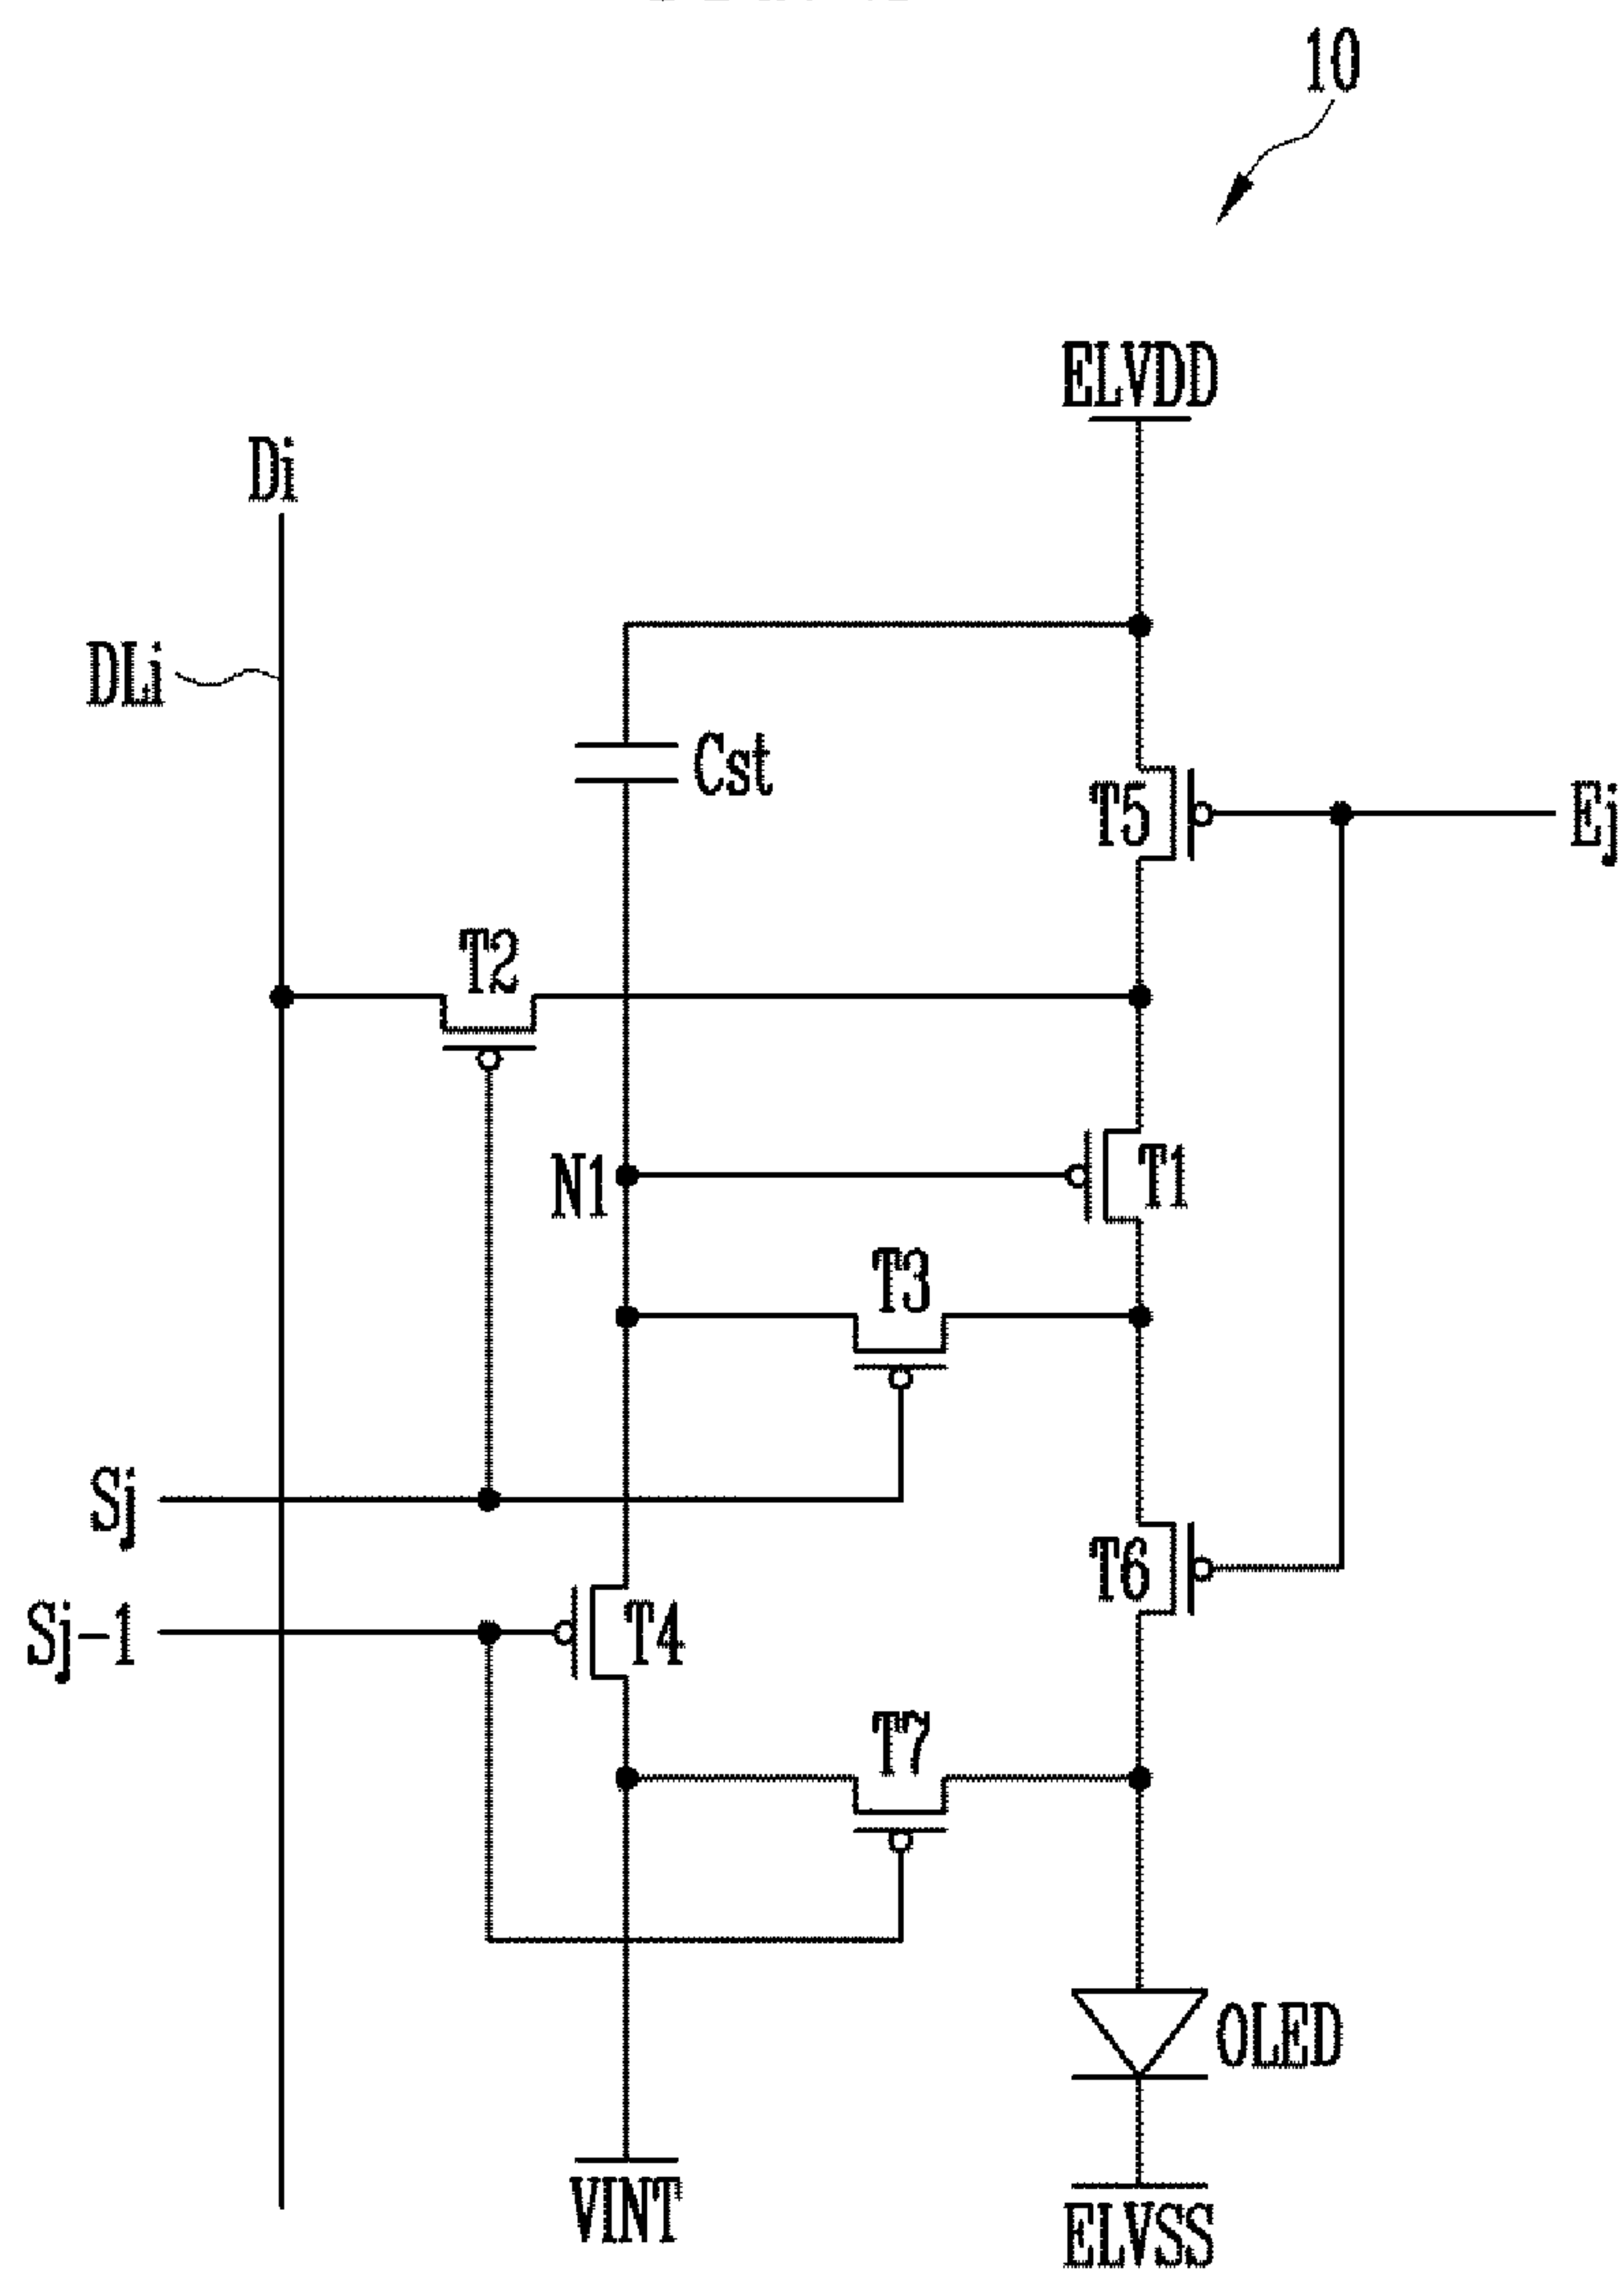 10
ELVDD
Di
DLi
Cst
T5
Ej
T2
N1
T1
T3
Sj
T6
Sj-1
T4
T7
OLED
VINT
ELVSS